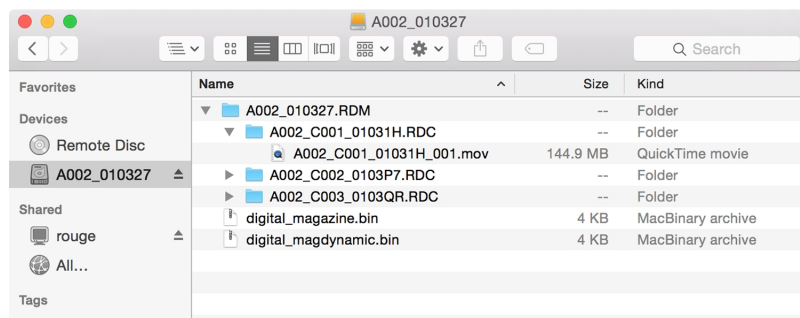 A002_010327
Search
Favorites
Devices
Remote Disc
A002_010327
Shared
rouge
All...
Tags
Name Size Kind
A002_010327.RDM -- Folder
A002_C001_01031H.RDC -- Folder
A002_C001_01031H_001.mov 144.9 MB QuickTime movie
A002_C002_0103P7.RDC -- Folder
A002_C003_0103QR.RDC -- Folder
digital_magazine.bin 4 KB MacBinary archive
digital_magdynamic.bin 4 KB MacBinary archive